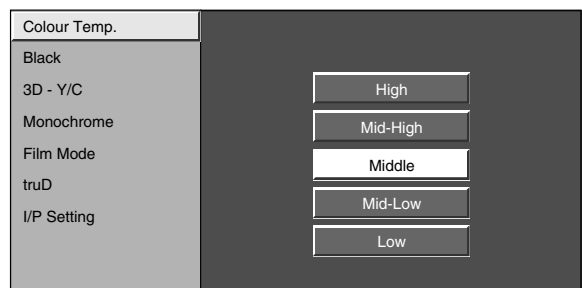 Colour Temp.
Black
3D - Y/C
Monochrome
Film Mode
truD
I/P Setting
High
Mid-High
Middle
Mid-Low
Low